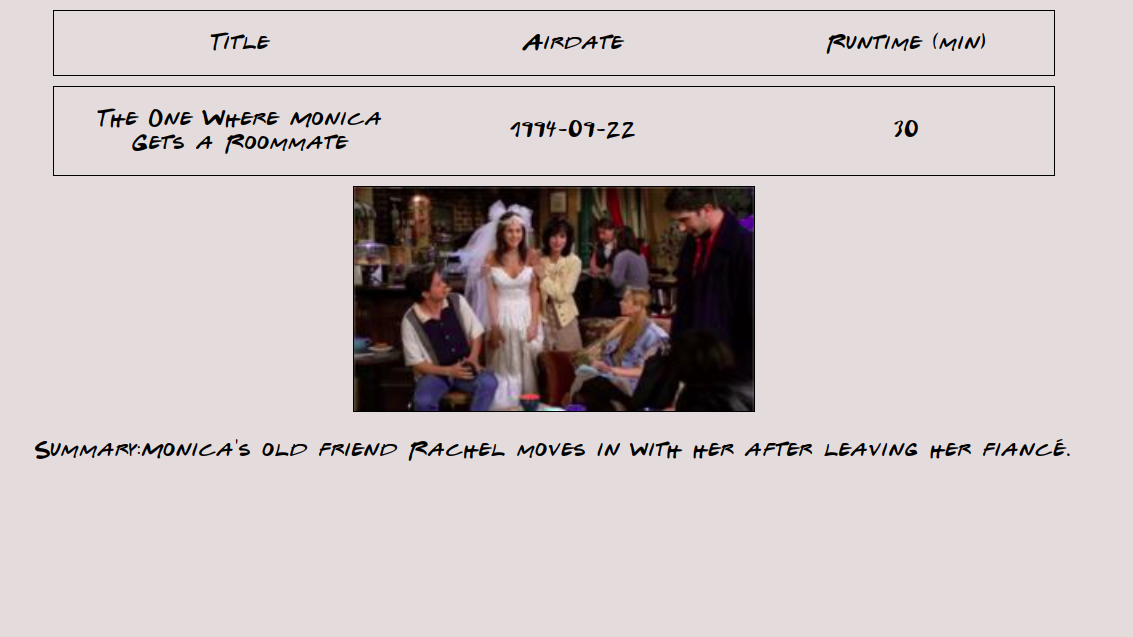 Title Airdate Runtime (min)
The One Where monica
Gets a Roommate 1994-09-22 30
Summary:monica's old friend Rachel moves in with her after leaving her fiancé.